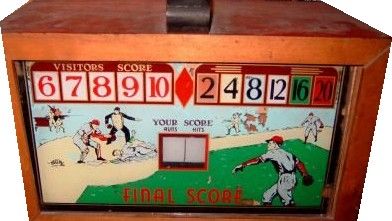 VISITORS SCORE
6 7 8 9 10 2 4 8 12 16 20
YOUR SCORE
RUNS HITS
FINAL SCORE